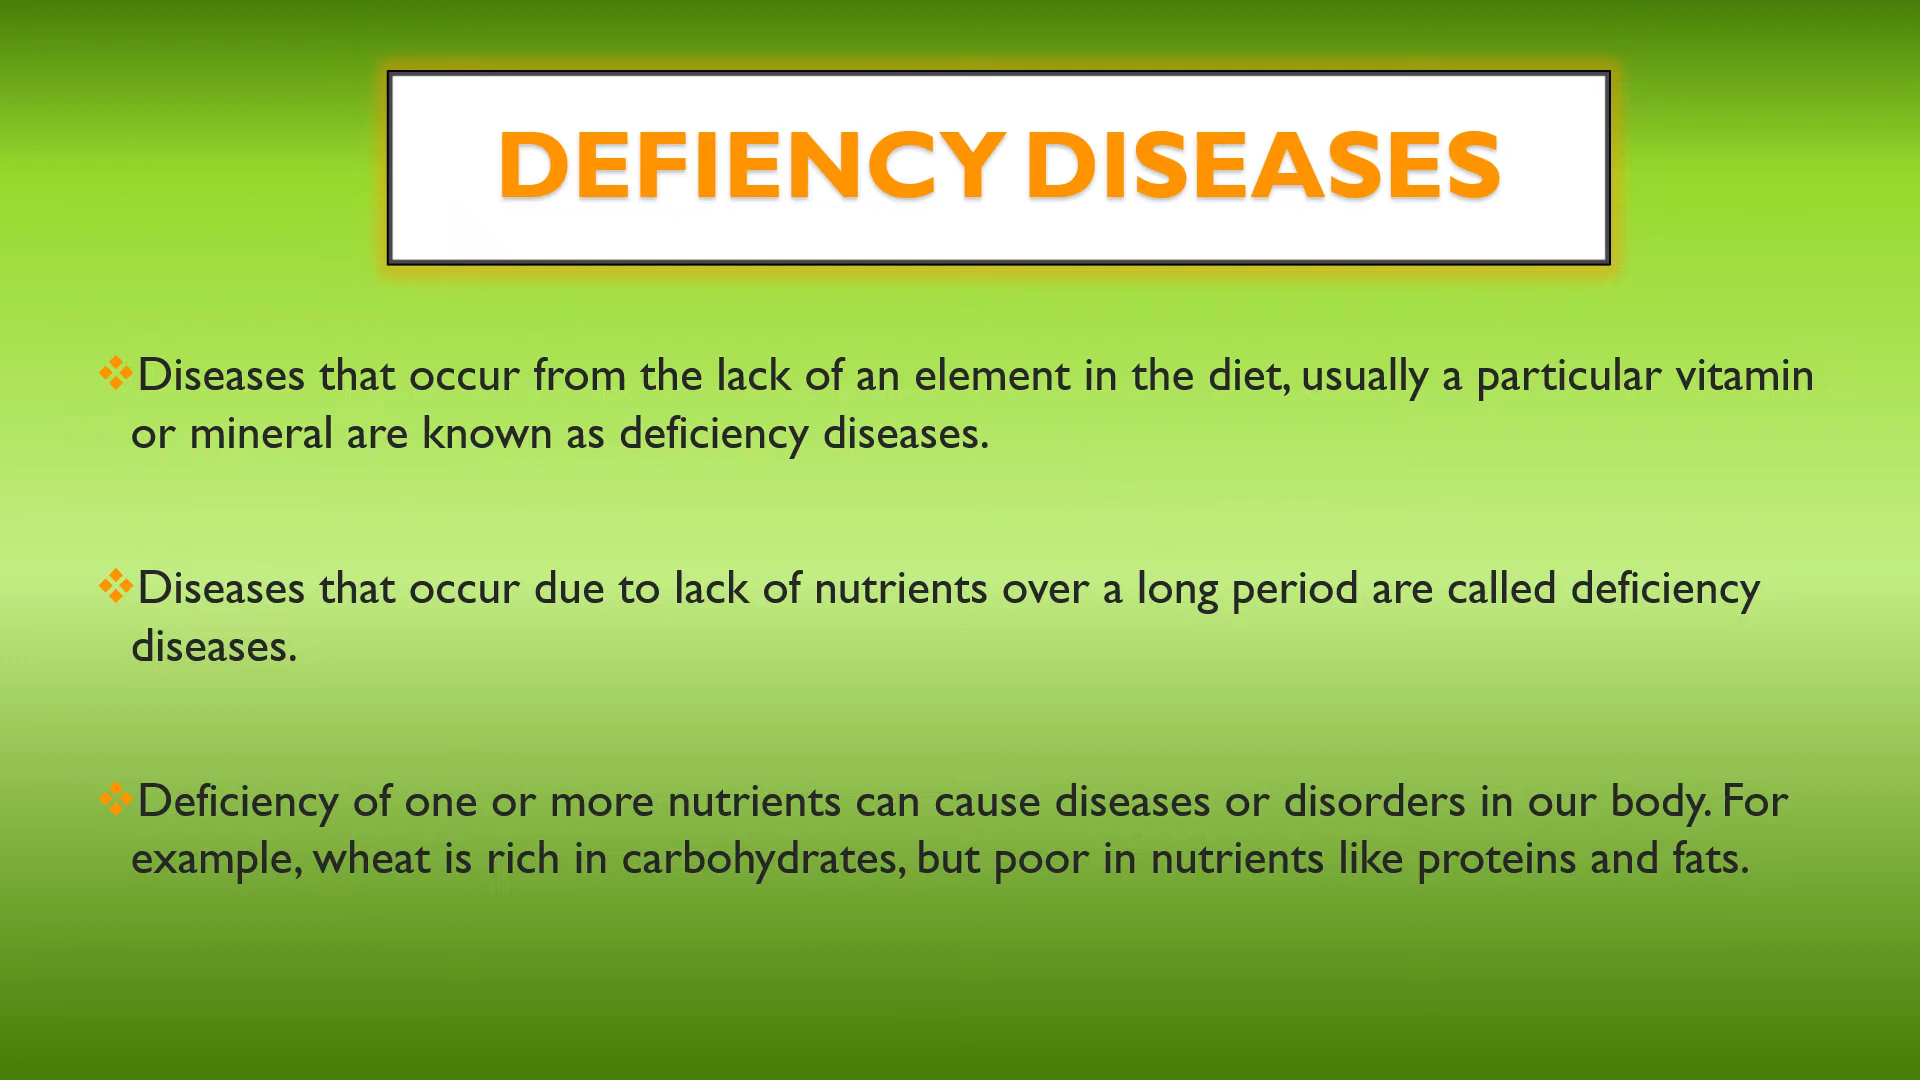 DEFIENCY DISEASES
❖Diseases that occur from the lack of an element in the diet, usually a particular vitamin
or mineral are known as deficiency diseases.
❖Diseases that occur due to lack of nutrients over a long period are called deficiency
diseases.
❖Deficiency of one or more nutrients can cause diseases or disorders in our body. For
example, wheat is rich in carbohydrates, but poor in nutrients like proteins and fats.